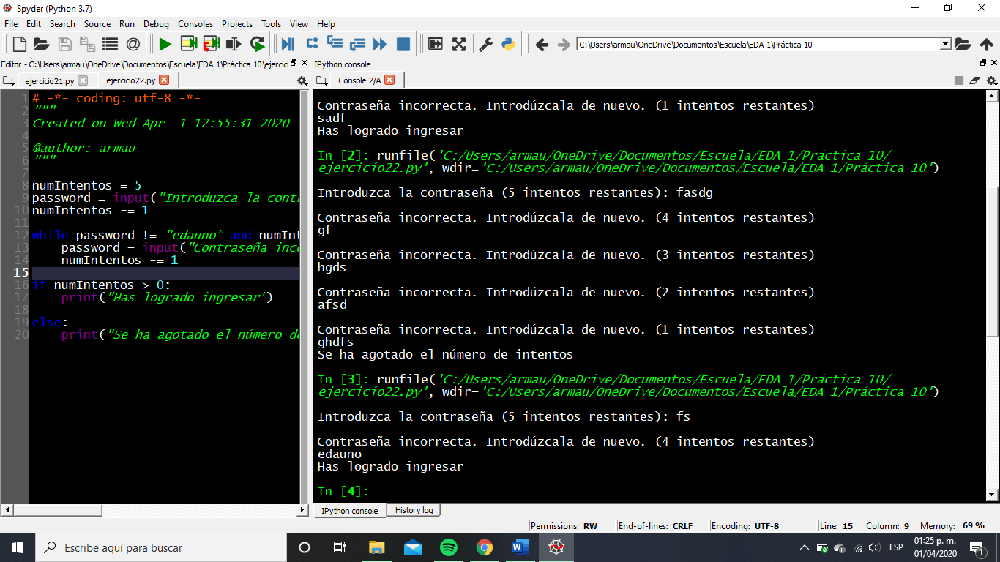 Spyder (Python 3.7)
File Edit Search Source Run Debug Consoles Projects Tools View Help
C:\Users\armau\OneDrive\Documentos\Escuela\EDA 1\Práctica 10
Editor - C:\Users\armau\OneDrive\Documentos\Escuela\EDA 1\Práctica 10\ejercic
ejercicio21.py ejercicio22.py
1 # -*- coding: utf-8 -*-
2 """
3 Created on Wed Apr  1 12:55:31 2020
4
5 @author: armau
6 """
7
8 numIntentos = 5
9 password = input("Introduzca la cont
10 numIntentos -= 1
11
12 while password != "edauno" and numInt
13     password = input("Contraseña inco
14     numIntentos -= 1
15
16 if numIntentos > 0:
17     print("Has logrado ingresar")
18
19 else:
20     print("Se ha agotado el número de
IPython console
Console 2/A
Contraseña incorrecta. Introdúzcala de nuevo. (1 intentos restantes)
sadf
Has logrado ingresar
In [2]: runfile('C:/Users/armau/OneDrive/Documentos/Escuela/EDA 1/Práctica 10/
ejercicio22.py', wdir='C:/Users/armau/OneDrive/Documentos/Escuela/EDA 1/Práctica 10')
Introduzca la contraseña (5 intentos restantes): fasdg
Contraseña incorrecta. Introdúzcala de nuevo. (4 intentos restantes)
gf
Contraseña incorrecta. Introdúzcala de nuevo. (3 intentos restantes)
hgds
Contraseña incorrecta. Introdúzcala de nuevo. (2 intentos restantes)
afsd
Contraseña incorrecta. Introdúzcala de nuevo. (1 intentos restantes)
ghdfs
Se ha agotado el número de intentos
In [3]: runfile('C:/Users/armau/OneDrive/Documentos/Escuela/EDA 1/Práctica 10/
ejercicio22.py', wdir='C:/Users/armau/OneDrive/Documentos/Escuela/EDA 1/Práctica 10')
Introduzca la contraseña (5 intentos restantes): fs
Contraseña incorrecta. Introdúzcala de nuevo. (4 intentos restantes)
edauno
Has logrado ingresar
In [4]:
IPython console History log
Permissions: RW End-of-lines: CRLF Encoding: UTF-8 Line: 15 Column: 9 Memory: 69 %
Escribe aquí para buscar
ESP
01:25 p. m.
01/04/2020
1